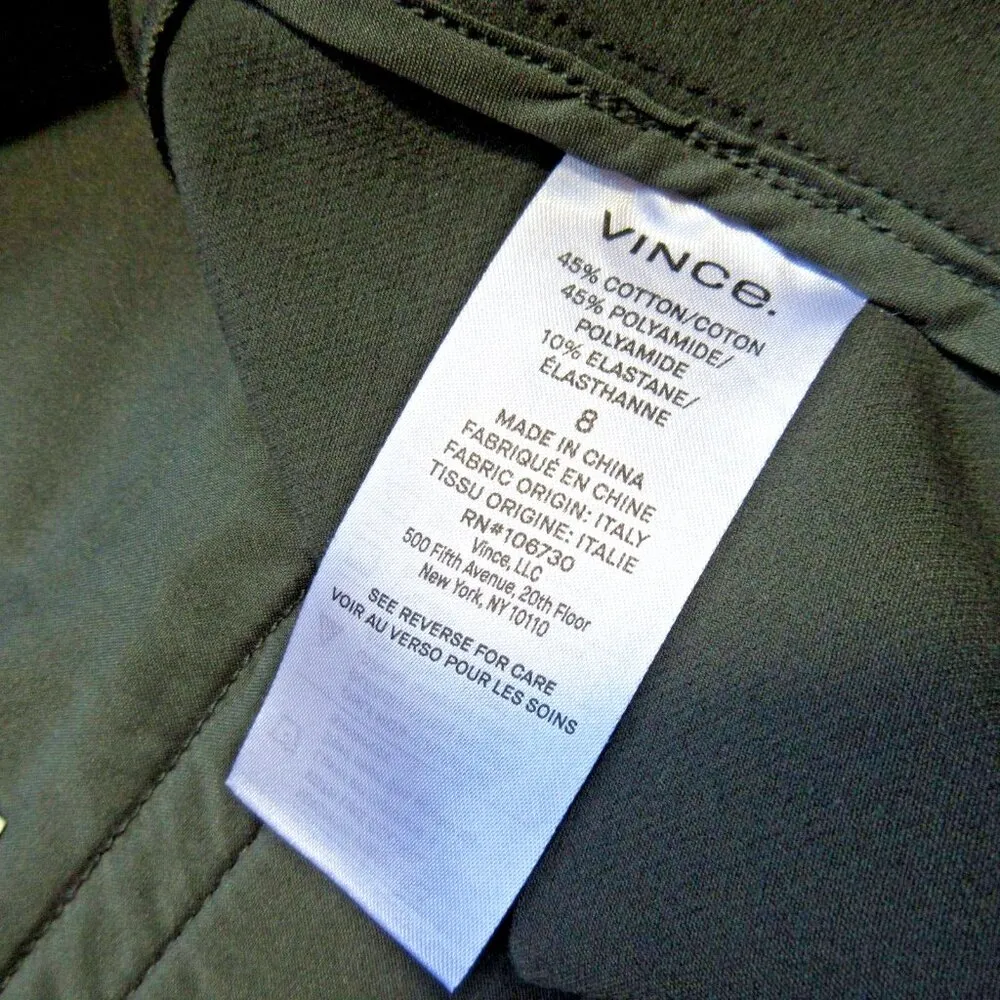 VINCe.
45% COTTON/COTON
45% POLYAMIDE/
POLYAMIDE
10% ELASTANE/
ÉLASTHANNE
8
MADE IN CHINA
FABRIQUÉ EN CHINE
FABRIC ORIGIN: ITALY
TISSU ORIGINE: ITALIE
RN#106730
Vince, LLC
500 Fifth Avenue, 20th Floor
New York, NY 10110
SEE REVERSE FOR CARE
VOIR AU VERSO POUR LES SOINS